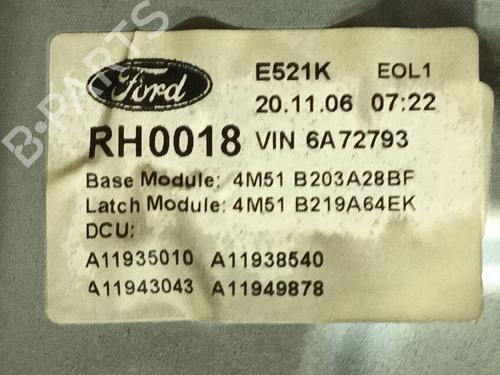 Ford E521K EOL1
20.11.06 07:22
RH0018 VIN 6A72793
Base Module: 4M51 B203A28BF
Latch Module: 4M51 B219A64EK
DCU:
A11935010 A11938540
A11943043 A11949878
B-PARTS